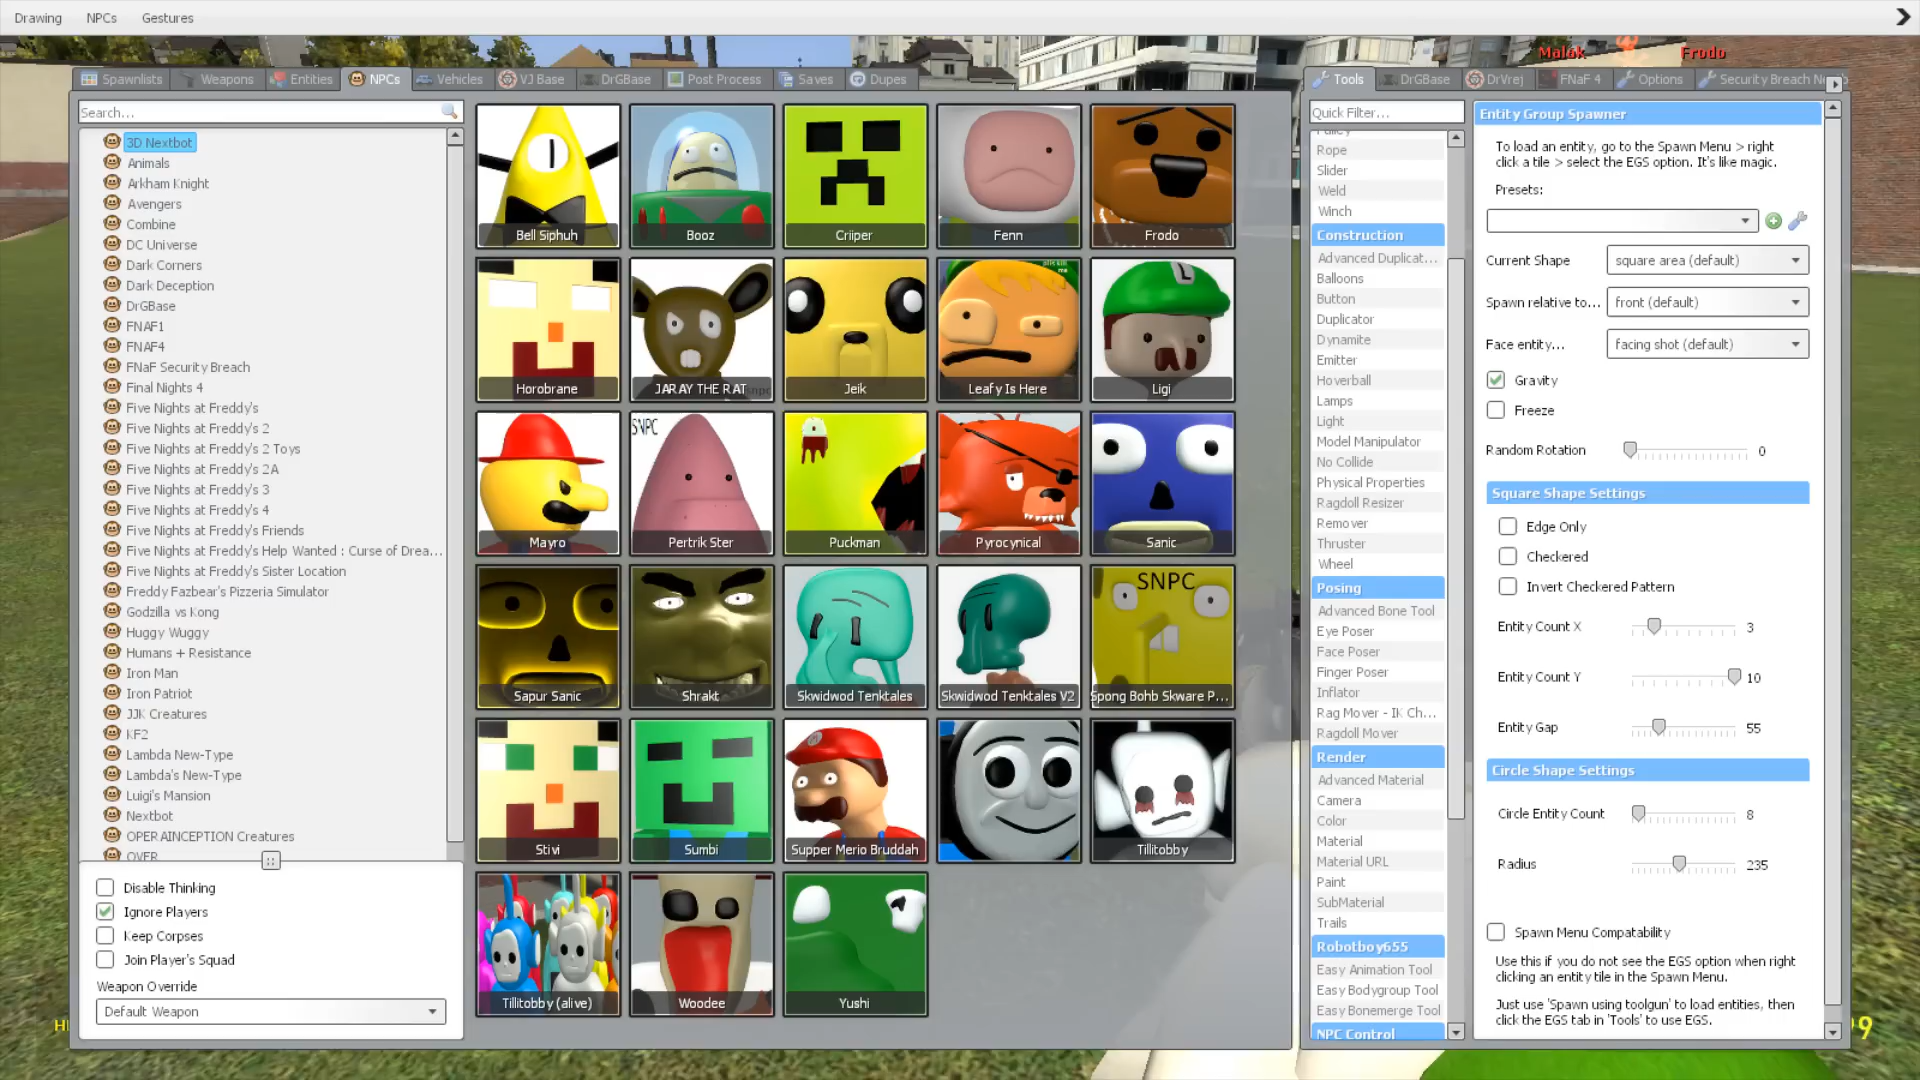 Drawing NPCs Gestures
Malak Frodo
Spawnlists Weapons Entities NPCs Vehicles VJ Base DrGBase Post Process Saves Dupes
Search...
3D Nextbot
Animals
Arkham Knight
Avengers
Combine
DC Universe
Dark Corners
Dark Deception
DrGBase
FNAF1
FNAF4
FNaF Security Breach
Final Nights 4
Five Nights at Freddy's
Five Nights at Freddy's 2
Five Nights at Freddy's 2 Toys
Five Nights at Freddy's 2A
Five Nights at Freddy's 3
Five Nights at Freddy's 4
Five Nights at Freddy's Friends
Five Nights at Freddy's Help Wanted : Curse of Drea...
Five Nights at Freddy's Sister Location
Freddy Fazbear's Pizzeria Simulator
Godzilla vs Kong
Huggy Wuggy
Humans + Resistance
Iron Man
Iron Patriot
JJK Creatures
KF2
Lambda New-Type
Lambda's New-Type
Luigi's Mansion
Nextbot
OPER AINCEPTION Creatures
OVER
Disable Thinking
Ignore Players
Keep Corpses
Join Player's Squad
Weapon Override
Default Weapon
Bell Siphuh Booz Criiper Fenn Frodo
Horobrane JARAY THE RAT Jeik Leafy Is Here Ligi
SNPC
Mayro Pertrik Ster Puckman Pyrocynical Sanic
SNPC
Sapur Sanic Shrakt Skwidwod Tenktales Skwidwod Tenktales V2 Spong Bohb Skware P...
Stivi Sumbi Supper Merio Bruddah Tillitobby
Tillitobby (alive) Woodee Yushi
Tools DrGBase DrVrej FNaF 4 Options Security Breach
Quick Filter...
Pulley
Rope
Slider
Weld
Winch
Construction
Advanced Duplicat...
Balloons
Button
Duplicator
Dynamite
Emitter
Hoverball
Lamps
Light
Model Manipulator
No Collide
Physical Properties
Ragdoll Resizer
Remover
Thruster
Wheel
Posing
Advanced Bone Tool
Eye Poser
Face Poser
Finger Poser
Inflator
Rag Mover - IK Ch...
Ragdoll Mover
Render
Advanced Material
Camera
Color
Material
Material URL
Paint
SubMaterial
Trails
Robotboy655
Easy Animation Tool
Easy Bodygroup Tool
Easy Bonemerge Tool
NPC Control
Entity Group Spawner
To load an entity, go to the Spawn Menu > right
click a tile > select the EGS option. It's like magic.
Presets:
Current Shape square area (default)
Spawn relative to... front (default)
Face entity... facing shot (default)
Gravity
Freeze
Random Rotation 0
Square Shape Settings
Edge Only
Checkered
Invert Checkered Pattern
Entity Count X 3
Entity Count Y 10
Entity Gap 55
Circle Shape Settings
Circle Entity Count 8
Radius 235
Spawn Menu Compatability
Use this if you do not see the EGS option when right
clicking an entity tile in the Spawn Menu.
Just use 'Spawn using toolgun' to load entities, then
click the EGS tab in 'Tools' to use EGS.